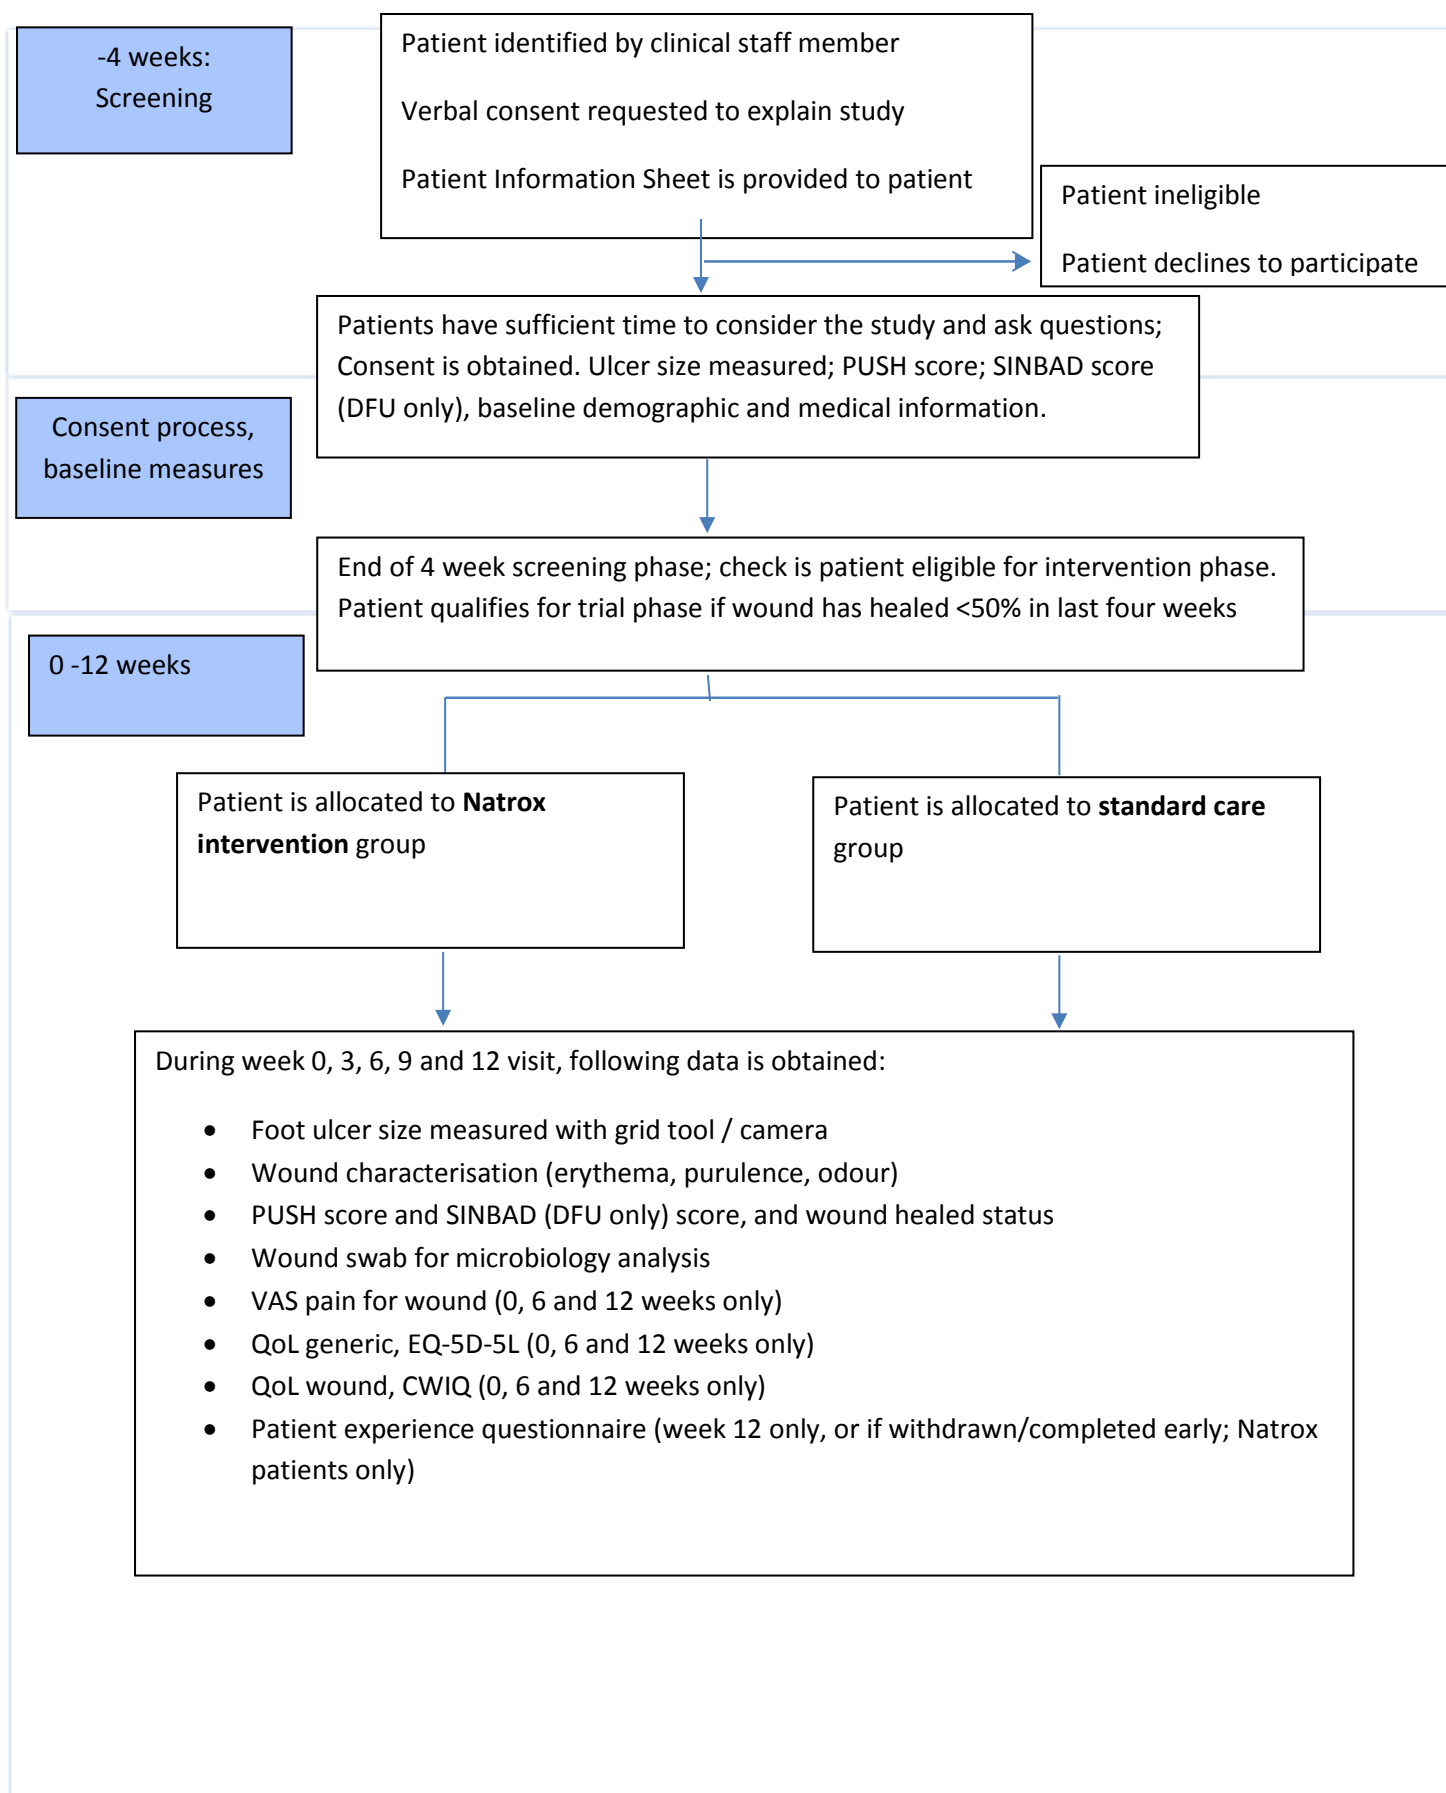 -4 weeks:
Screening
Patient identified by clinical staff member
Verbal consent requested to explain study
Patient Information Sheet is provided to patient
Patient ineligible
Patient declines to participate
Patients have sufficient time to consider the study and ask questions;
Consent is obtained. Ulcer size measured; PUSH score; SINBAD score
(DFU only), baseline demographic and medical information.
Consent process,
baseline measures
End of 4 week screening phase; check is patient eligible for intervention phase.
Patient qualifies for trial phase if wound has healed <50% in last four weeks
0 -12 weeks
Patient is allocated to Natrox
intervention group
Patient is allocated to standard care
group
During week 0, 3, 6, 9 and 12 visit, following data is obtained:
• Foot ulcer size measured with grid tool / camera
• Wound characterisation (erythema, purulence, odour)
• PUSH score and SINBAD (DFU only) score, and wound healed status
• Wound swab for microbiology analysis
• VAS pain for wound (0, 6 and 12 weeks only)
• QoL generic, EQ-5D-5L (0, 6 and 12 weeks only)
• QoL wound, CWIQ (0, 6 and 12 weeks only)
• Patient experience questionnaire (week 12 only, or if withdrawn/completed early; Natrox
patients only)